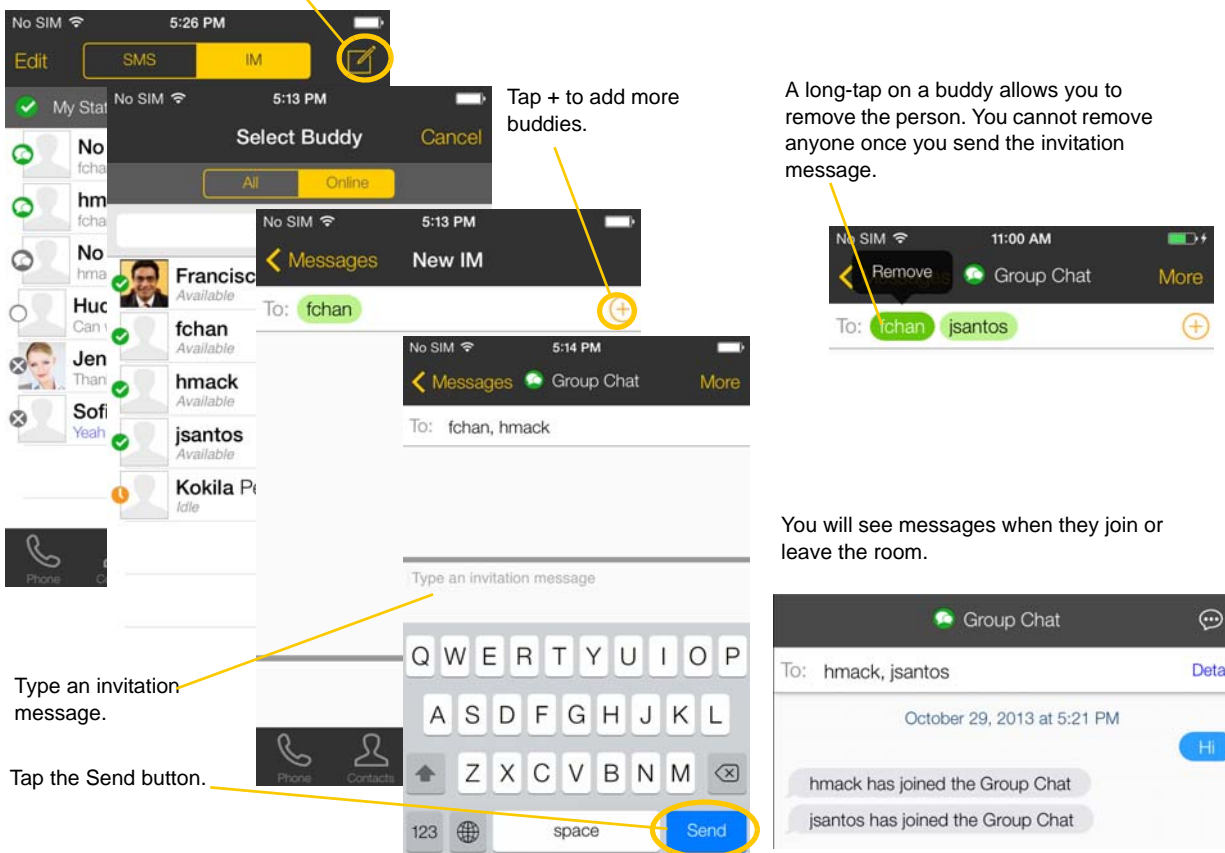 No SIM 5:26 PM
Edit SMS IM
My Stat
No
fcha
hm
fcha
No
hma
Huc
Can
Jen
Than
Sofi
Yeah
Phone
No SIM 5:13 PM
Select Buddy Cancel
All Online
Francisc
Available
fchan
Available
hmack
Available
jsantos
Available
Kokila Pe
Idle
Tap + to add more
buddies.
No SIM 5:13 PM
Messages New IM
To: fchan
Phone Contacts
No SIM 5:14 PM
Messages Group Chat More
To: fchan, hmack
Type an invitation message
Q W E R T Y U I O P
A S D F G H J K L
Z X C V B N M
123 space Send
Type an invitation
message.
Tap the Send button.
A long-tap on a buddy allows you to
remove the person. You cannot remove
anyone once you send the invitation
message.
No SIM 11:00 AM
Remove Group Chat More
To: fchan jsantos
You will see messages when they join or
leave the room.
Group Chat
To: hmack, jsantos Deta
October 29, 2013 at 5:21 PM
Hi
hmack has joined the Group Chat
jsantos has joined the Group Chat